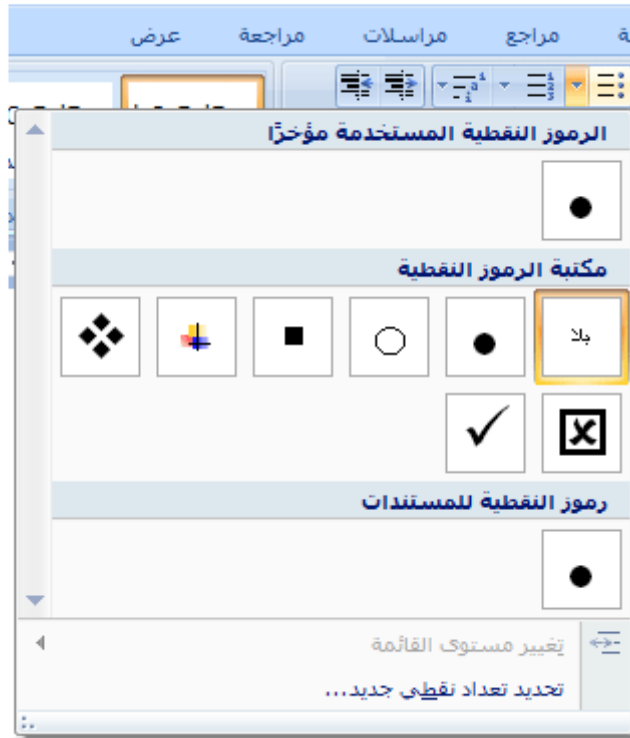 مراجع مراسلات مراجعة عرض
الرموز النقطية المستخدمة مؤخرًا
مكتبة الرموز النقطية
بلا
رموز النقطية للمستندات
تغيير مستوى القائمة
تحديد تعداد نقطي جديد...